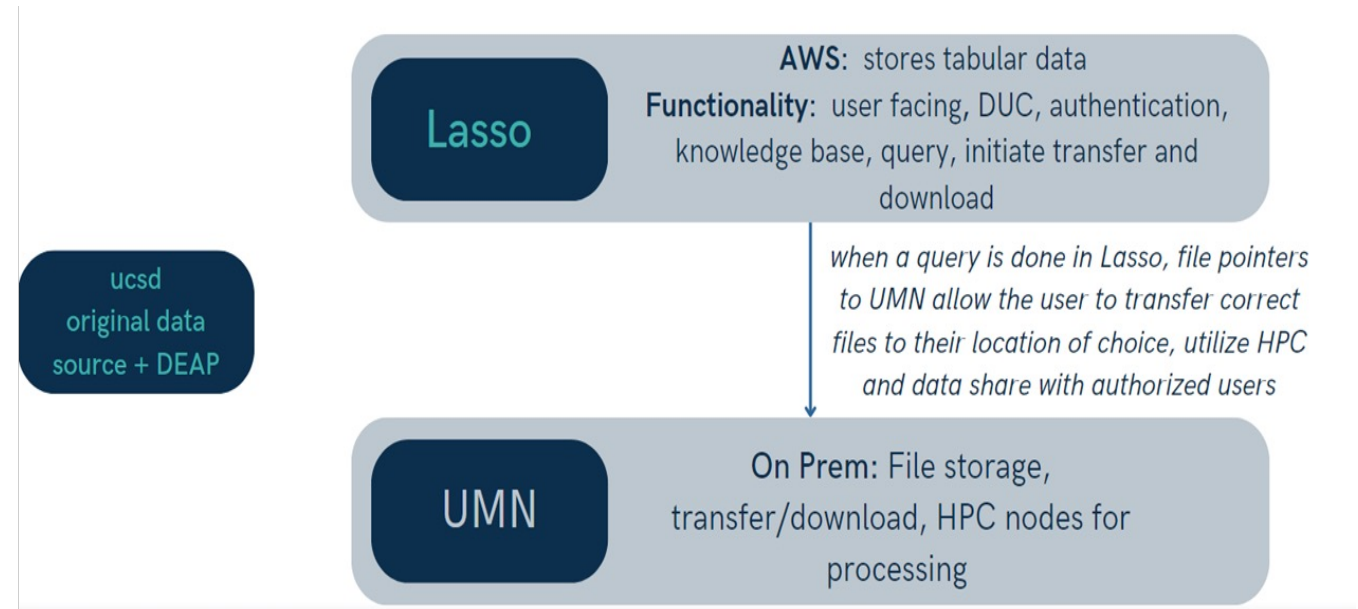 Lasso
AWS: stores tabular data
Functionality: user facing, DUC, authentication,
knowledge base, query, initiate transfer and
download
ucsd
original data
source + DEAP
when a query is done in Lasso, file pointers
to UMN allow the user to transfer correct
files to their location of choice, utilize HPC
and data share with authorized users
UMN
On Prem: File storage,
transfer/download, HPC nodes for
processing